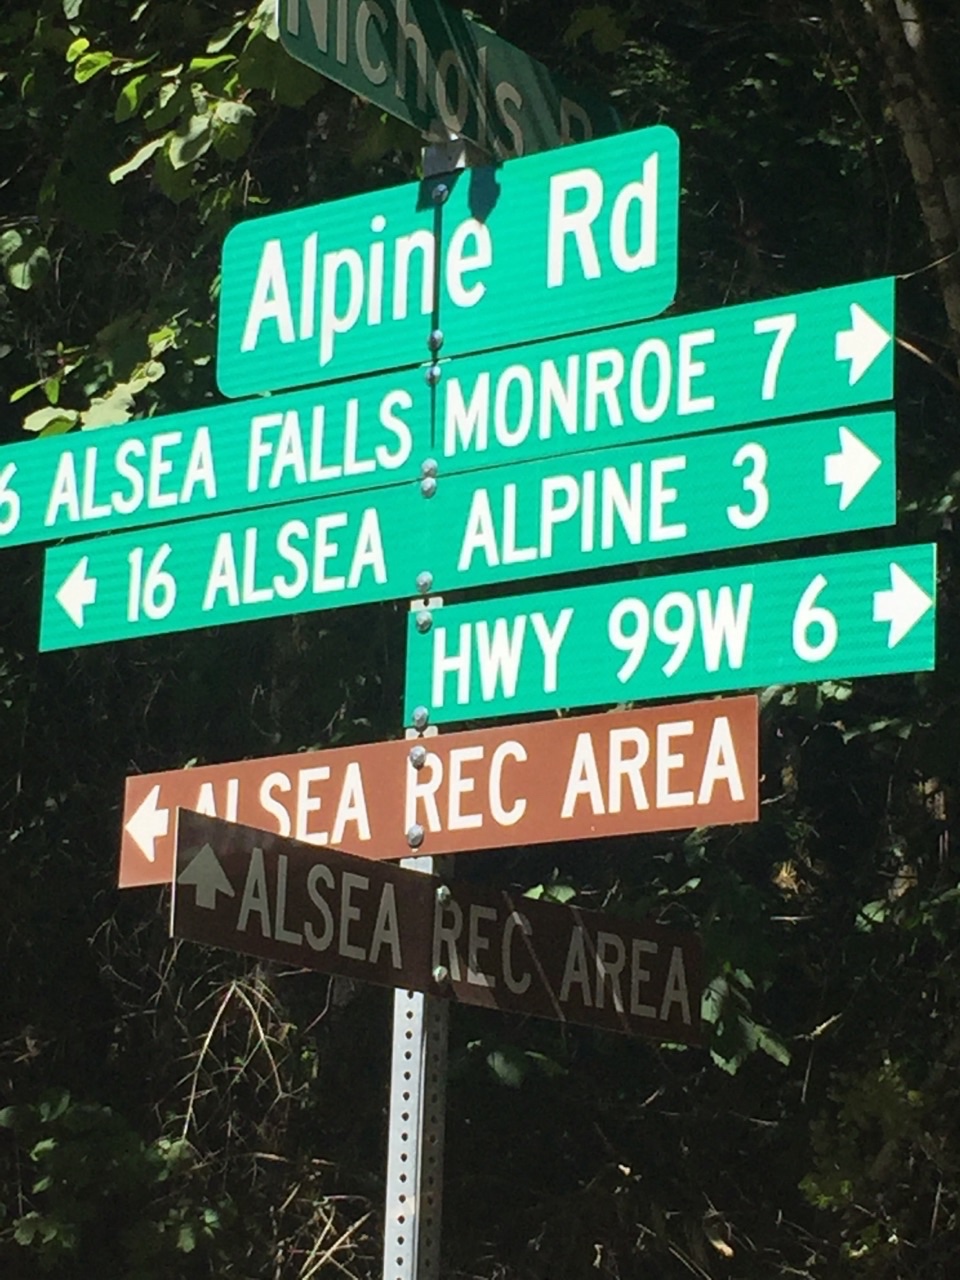 Nichols
Alpine Rd
6 ALSEA FALLS MONROE 7
16 ALSEA ALPINE 3
HWY 99W 6
ALSEA REC AREA
ALSEA REC AREA